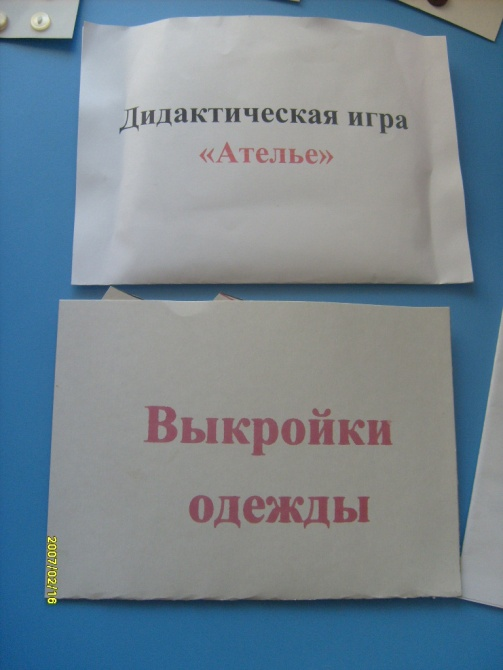 Дидактическая игра
«Ателье»
Выкройки
одежды
2007/02/16